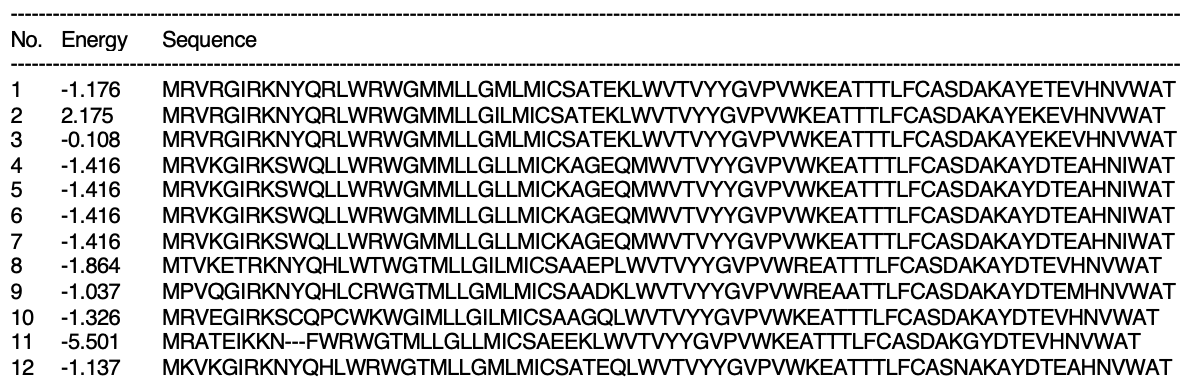 No. Energy Sequence
1 -1.176 MRVRGIRKNYQRLWRWGMMLLGMLMICSATEKLWVTVYYGVPVWKEATTTLFCASDAKAYETEVHNVWAT
2 2.175 MRVRGIRKNYQRLWRWGMMLLGILMICSATEKLWVTVYYGVPVWKEATTTLFCASDAKAYEKEVHNVWAT
3 -0.108 MRVRGIRKNYQRLWRWGMMLLGMLMICSATEKLWVTVYYGVPVWKEATTTLFCASDAKAYEKEVHNVWAT
4 -1.416 MRVKGIRKSWQLLWRWGMMLLGLLMICKAGEQMWVTVYYGVPVWKEATTTLFCASDAKAYDTEAHNIWAT
5 -1.416 MRVKGIRKSWQLLWRWGMMLLGLLMICKAGEQMWVTVYYGVPVWKEATTTLFCASDAKAYDTEAHNIWAT
6 -1.416 MRVKGIRKSWQLLWRWGMMLLGLLMICKAGEQMWVTVYYGVPVWKEATTTLFCASDAKAYDTEAHNIWAT
7 -1.416 MRVKGIRKSWQLLWRWGMMLLGLLMICKAGEQMWVTVYYGVPVWKEATTTLFCASDAKAYDTEAHNIWAT
8 -1.864 MTVKETRKNYQHLWTWGTMLLGILMICSAAEPLWVTVYYGVPVWREATTTLFCASDAKAYDTEVHNVWAT
9 -1.037 MPVQGIRKNYQHLCRWGTMLLGMLMICSAADKLWVTVYYGVPVWREAATTLFCASDAKAYDTEMHNVWAT
10 -1.326 MRVEGIRKSCQPCWKWGIMLLGILMICSAAGQLWVTVYYGVPVWKEATTTLFCASDAKAYDTEVHNVWAT
11 -5.501 MRATEIKKN---FWRWGTMLLGLLMICSAEEKLWVTVYYGVPVWKEATTTLFCASDAKGYDTEVHNVWAT
12 -1.137 MKVKGIRKNYQHLWRWGTMLLGMLMICSATEQLWVTVYYGVPVWKEATTTLFCASNAKAYDTEAHNVWAT